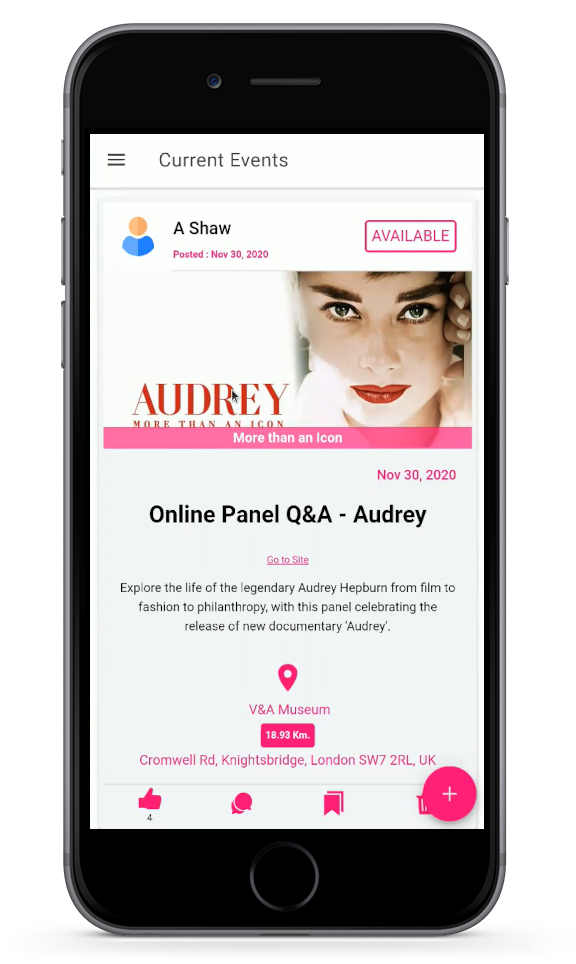 Current Events
A Shaw
AVAILABLE
Posted : Nov 30, 2020
AUDREY
MORE THAN AN ICON
More than an Icon
Nov 30, 2020
Online Panel Q&A - Audrey
Go to Site
Explore the life of the legendary Audrey Hepburn from film to
fashion to philanthropy, with this panel celebrating the
release of new documentary 'Audrey'.
V&A Museum
18.93 Km.
Cromwell Rd, Knightsbridge, London SW7 2RL, UK
4